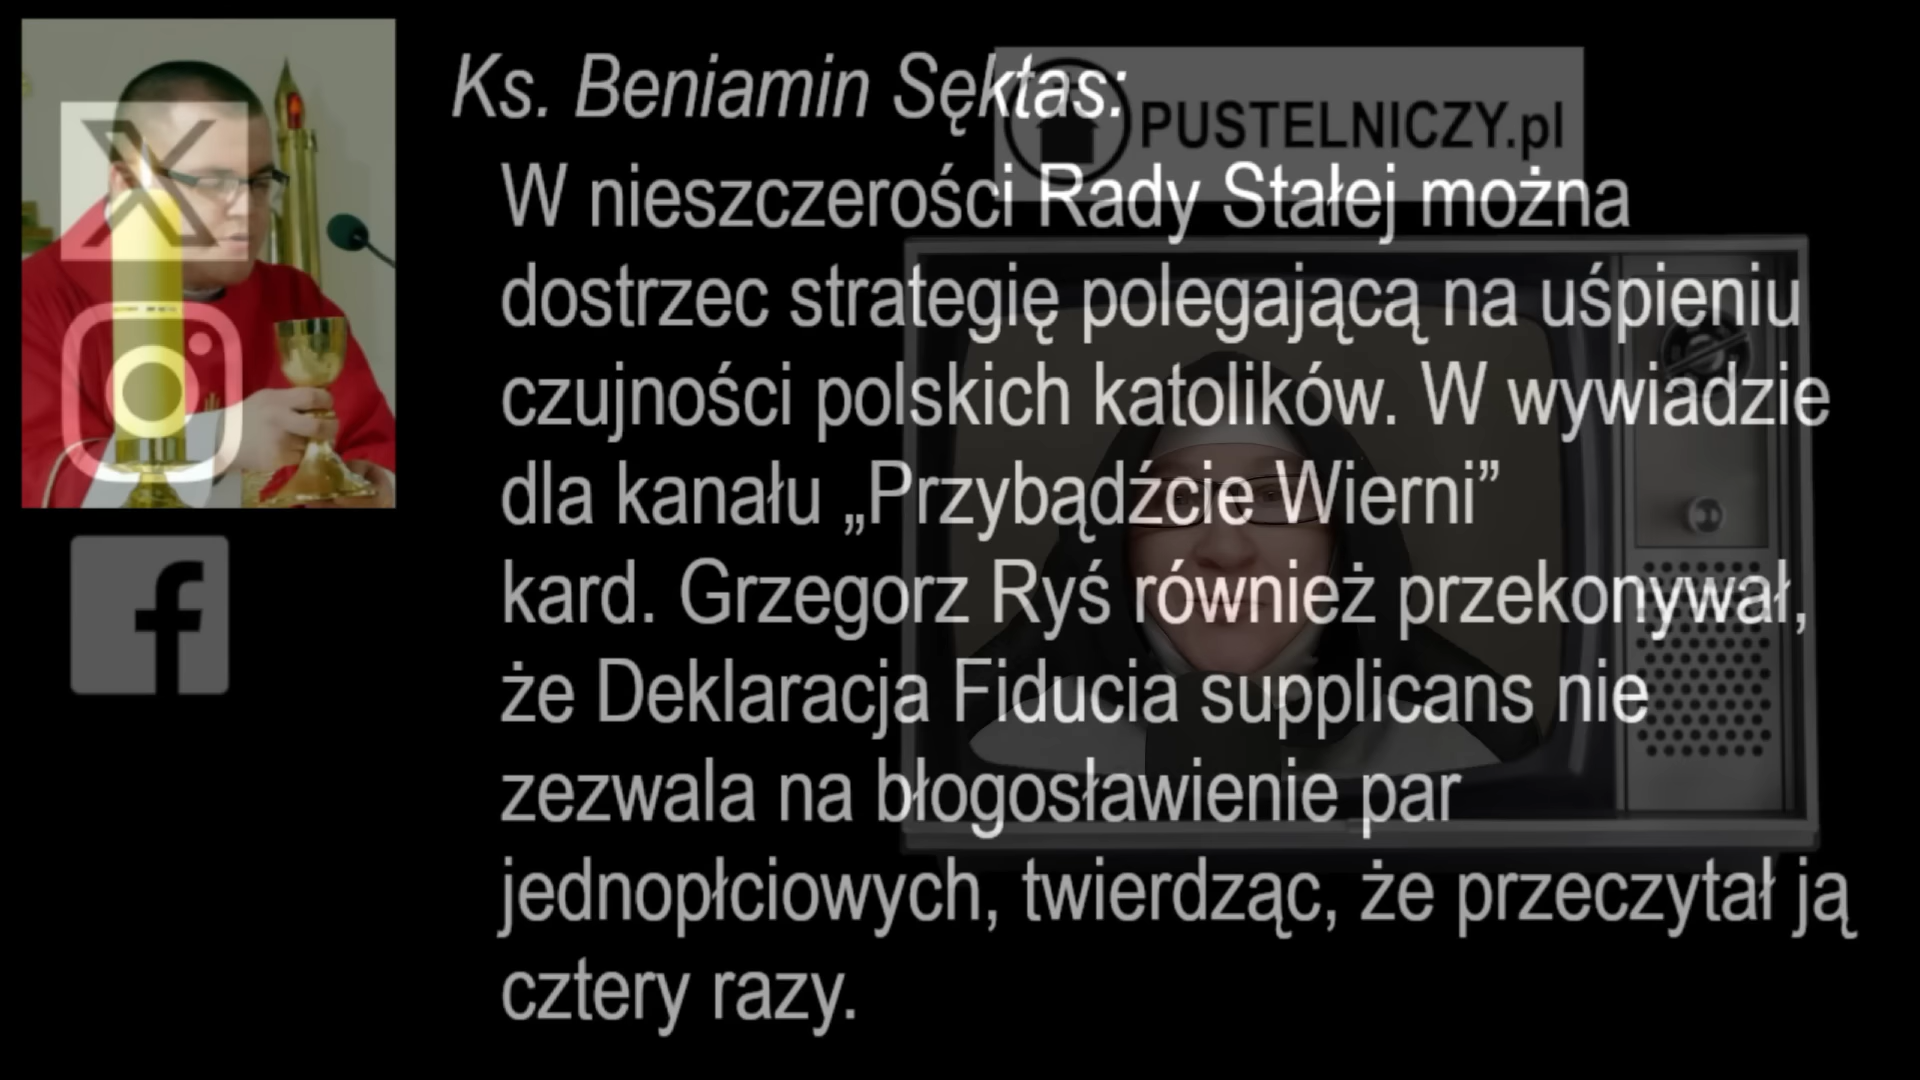 Ks. Beniamin Sęktas:
PUSTELNICZY.pl
W nieszczerości Rady Stałej można
dostrzec strategię polegającą na uśpieniu
czujności polskich katolików. W wywiadzie
dla kanału „Przybądźcie Wierni”
kard. Grzegorz Ryś również przekonywał,
że Deklaracja Fiducia supplicans nie
zezwala na błogosławienie par
jednopłciowych, twierdząc, że przeczytał ją
cztery razy.